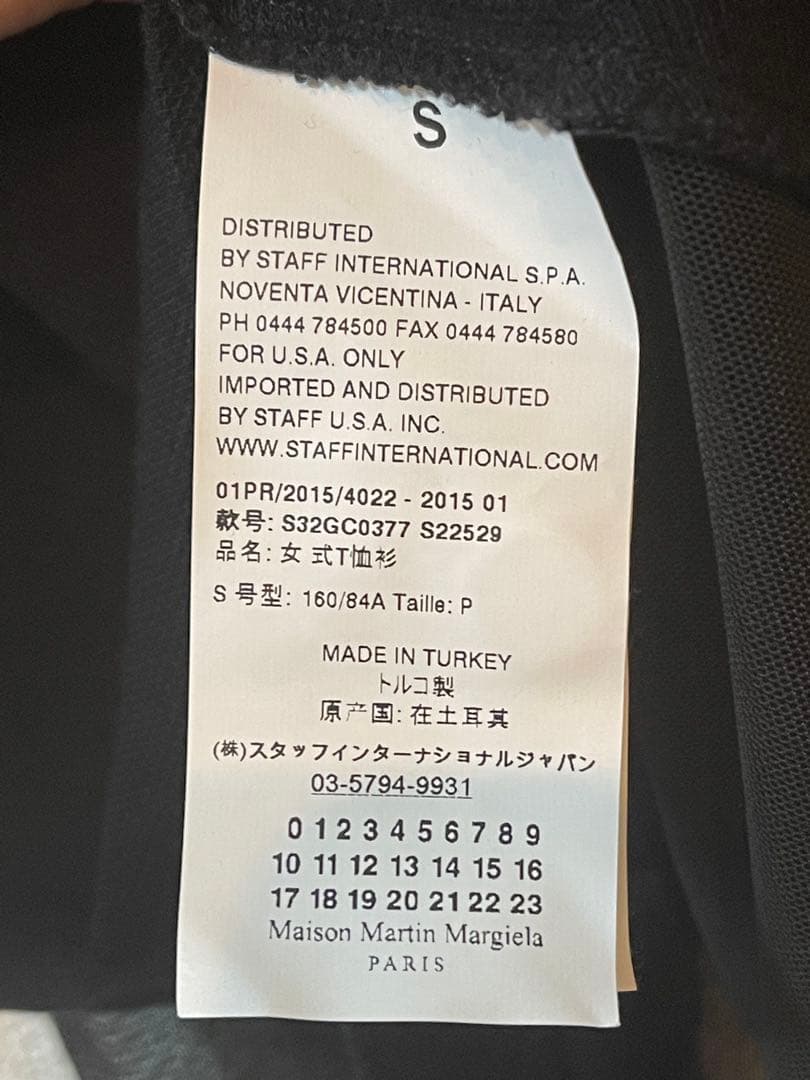 S
DISTRIBUTED
BY STAFF INTERNATIONAL S.P.A.
NOVENTA VICENTINA - ITALY
PH 0444 784500 FAX 0444 784580
FOR U.S.A. ONLY
IMPORTED AND DISTRIBUTED
BY STAFF U.S.A. INC.
WWW.STAFFINTERNATIONAL.COM
01PR/2015/4022 - 2015 01
款号: S32GC0377 S22529
品名: 女 式T恤衫
S 号型: 160/84A Taille: P
MADE IN TURKEY
トルコ製
原产国: 在土耳其
(株)スタッフインターナショナルジャパン
03-5794-9931
0 1 2 3 4 5 6 7 8 9
10 11 12 13 14 15 16
17 18 19 20 21 22 23
Maison Martin Margiela
PARIS